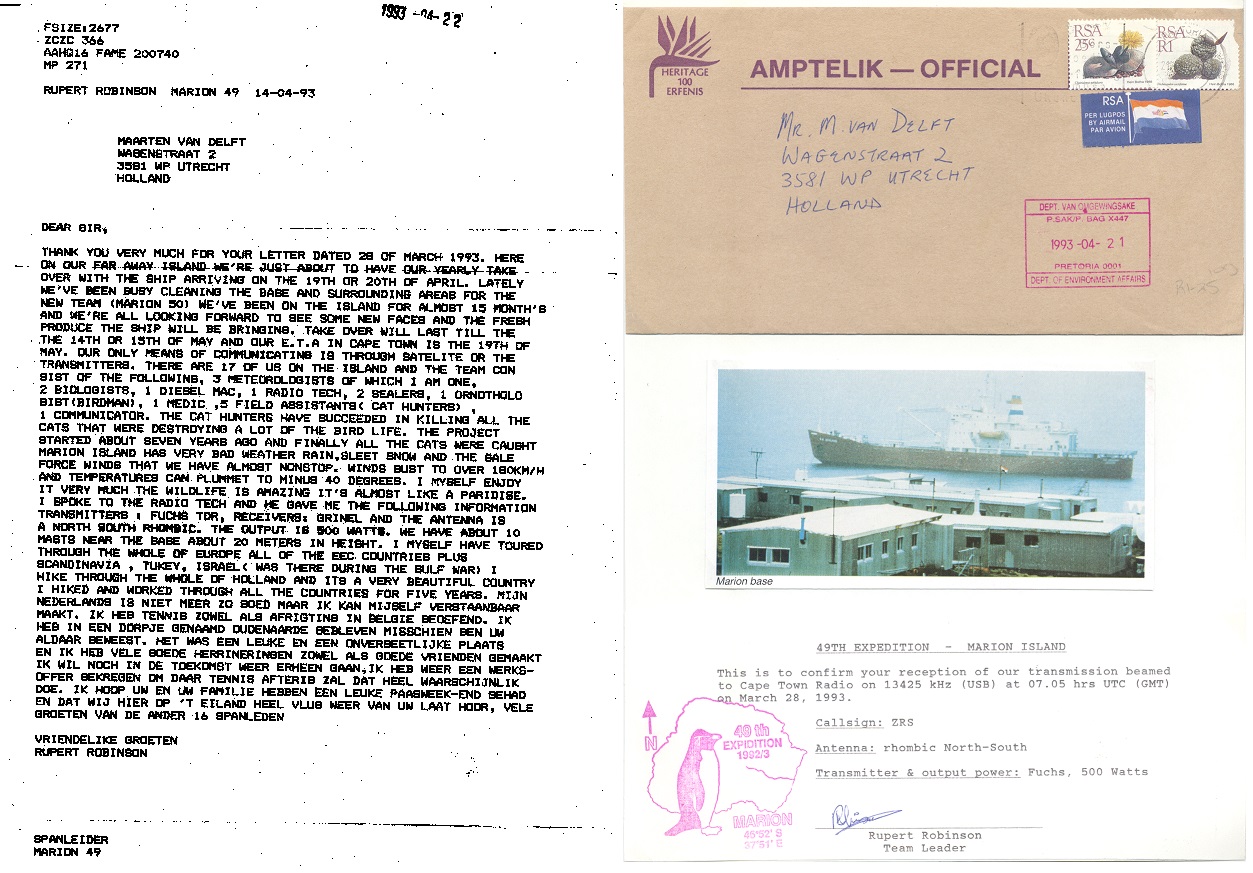 1993 -04- 22
FSIZE:2677
ZCZC 366
AAHG16 FAME 200740
MP 271
RUPERT ROBINSON MARION 49 14-04-93
MAARTEN VAN DELFT
WAGENSTRAAT 2
3581 WP UTRECHT
HOLLAND
DEAR SIR,
THANK YOU VERY MUCH FOR YOUR LETTER DATED 28 OF MARCH 1993. HERE
ON OUR FAR AWAY ISLAND WE'RE JUST ABOUT TO HAVE OUR YEARLY TAKE
OVER WITH THE SHIP ARRIVING ON THE 19TH OR 20TH OF APRIL. LATELY
WE'VE BEEN BUSY CLEANING THE BASE AND SURROUNDING AREAS FOR THE
NEW TEAM (MARION 50) WE'VE BEEN ON THE ISLAND FOR ALMOST 15 MONTH'S
AND WE'RE ALL LOOKING FORWARD TO SEE SOME NEW FACES AND THE FRESH
PRODUCE THE SHIP WILL BE BRINGING. TAKE OVER WILL LAST TILL THE
THE 14TH OR 15TH OF MAY AND OUR E.T.A IN CAPE TOWN IS THE 19TH OF
MAY. OUR ONLY MEANS OF COMMUNICATING IS THROUGH SATELITE OR THE
TRANSMITTERS. THERE ARE 17 OF US ON THE ISLAND AND THE TEAM CON
SIST OF THE FOLLOWING, 3 METEOROLOGISTS OF WHICH I AM ONE,
2 BIOLOGISTS, 1 DIESEL MAC, 1 RADIO TECH, 2 SEALERS, 1 ORNOTHOLO
GIST(BIRDMAN), 1 MEDIC ,5 FIELD ASSISTANTS( CAT HUNTERS) ,
1 COMMUNICATOR. THE CAT HUNTERS HAVE SUCCEEDED IN KILLING ALL THE
CATS THAT WERE DESTROYING A LOT OF THE BIRD LIFE. THE PROJECT
STARTED ABOUT SEVEN YEARS AGO AND FINALLY ALL THE CATS WERE CAUGHT
MARION ISLAND HAS VERY BAD WEATHER RAIN,SLEET SNOW AND THE GALE
FORCE WINDS THAT WE HAVE ALMOST NONSTOP. WINDS GUST TO OVER 180KM/H
AND TEMPERATURES CAN PLUMMET TO MINUS 40 DEGREES. I MYSELF ENJOY
IT VERY MUCH THE WILDLIFE IS AMAZING IT'S ALMOST LIKE A PARIDISE.
I SPOKE TO THE RADIO TECH AND HE GAVE ME THE FOLLOWING INFORMATION
TRANSMITTERS : FUCHS TDR, RECEIVERS: GRINEL AND THE ANTENNA IS
A NORTH SOUTH RHOMBIC. THE OUTPUT IS 500 WATTS. WE HAVE ABOUT 10
MASTS NEAR THE BASE ABOUT 20 METERS IN HEIGHT. I MYSELF HAVE TOURED
THROUGH THE WHOLE OF EUROPE ALL OF THE EEC COUNTRIES PLUS
SCANDINAVIA , TUKEY, ISRAEL( WAS THERE DURING THE GULF WAR) I
HIKE THROUGH THE WHOLE OF HOLLAND AND ITS A VERY BEAUTIFUL COUNTRY
I HIKED AND WORKED THROUGH ALL THE COUNTRIES FOR FIVE YEARS. MIJN
NEDERLANDS IS NIET MEER ZO GOED MAAR IK KAN MIJSELF VERSTAANBAAR
MAAKT. IK HEB TENNIS ZOWEL ALS AFRIGTING IN BELGIE BEOEFEND. IK
HEB IN EEN DORPJE GENAAMD OUDENAARDE GEBLEVEN MISSCHIEN BEN UW
ALDAAR GEWEEST. HET WAS EEN LEUKE EN EEN ONVERGETLIJKE PLAATS
EN IK HEB VELE GOEDE HERRINERINGEN ZOWEL ALS GOEDE VRIENDEN GEMAAKT
IK WIL NOCH IN DE TOEKOMST WEER ERHEEN GAAN,IK HEB WEER EEN WERKS-
OFFER GEKREGEN OM DAAR TENNIS AFTERIG ZAL DAT HEEL WAARSCHIJNLIK
DOE. IK HOOP UW EN UW FAMILIE HEBBEN EEN LEUKE PAASWEEK-END GEHAD
EN DAT WIJ HIER OP 'T EILAND HEEL VLUG WEER VAN UW LAAT HOOR, VELE
GROETEN VAN DE ANDER 16 SPANLEDEN
VRIENDELIKE GROETEN
RUPERT ROBINSON
SPANLEIDER
MARION 49
HERITAGE
100
ERFENIS
AMPTELIK — OFFICIAL
RSA
25c
RSA
R1
RSA
PER LUGPOS
BY AIRMAIL
PAR AVION
MR. M. VAN DELFT
WAGENSTRAAT 2
3581 WP UTRECHT
HOLLAND
DEPT. VAN OMGEWINGSAKE
P.SAK/P. BAG X447
1993 -04- 21
PRETORIA 0001
DEPT. OF ENVIRONMENT AFFAIRS
Marion base
49TH EXPEDITION - MARION ISLAND
This is to confirm your reception of our transmission beamed
to Cape Town Radio on 13425 kHz (USB) at 07.05 hrs UTC (GMT)
on March 28, 1993.
Callsign: ZRS
Antenna: rhombic North-South
Transmitter & output power: Fuchs, 500 Watts
Rupert Robinson
Team Leader
N
49 th
EXPIDITION
1992/3
MARION
46°52' S
37°51' E